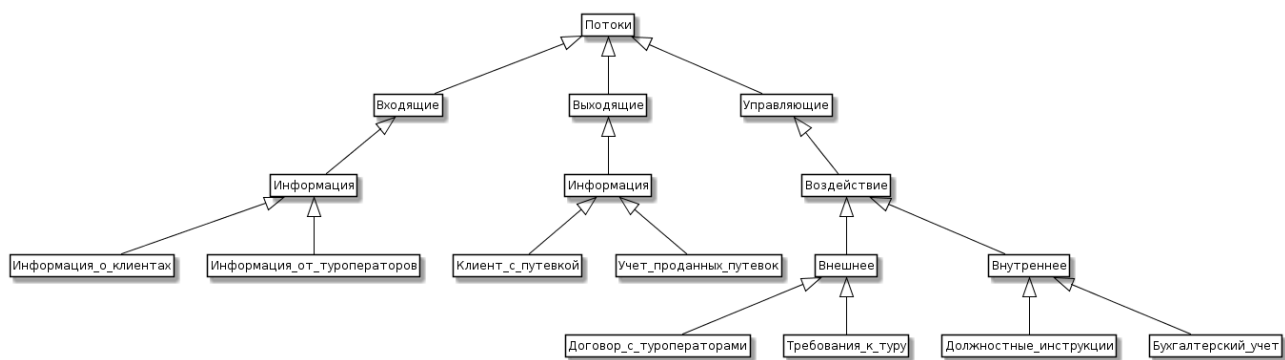 Потоки
Входящие
Выходящие
Управляющие
Информация
Информация
Воздействие
Информация_о_клиентах
Информация_от_туроператоров
Клиент_с_путевкой
Учет_проданных_путевок
Внешнее
Внутреннее
Договор_с_туроператорами
Требования_к_туру
Должностные_инструкции
Бухгалтерский_учет